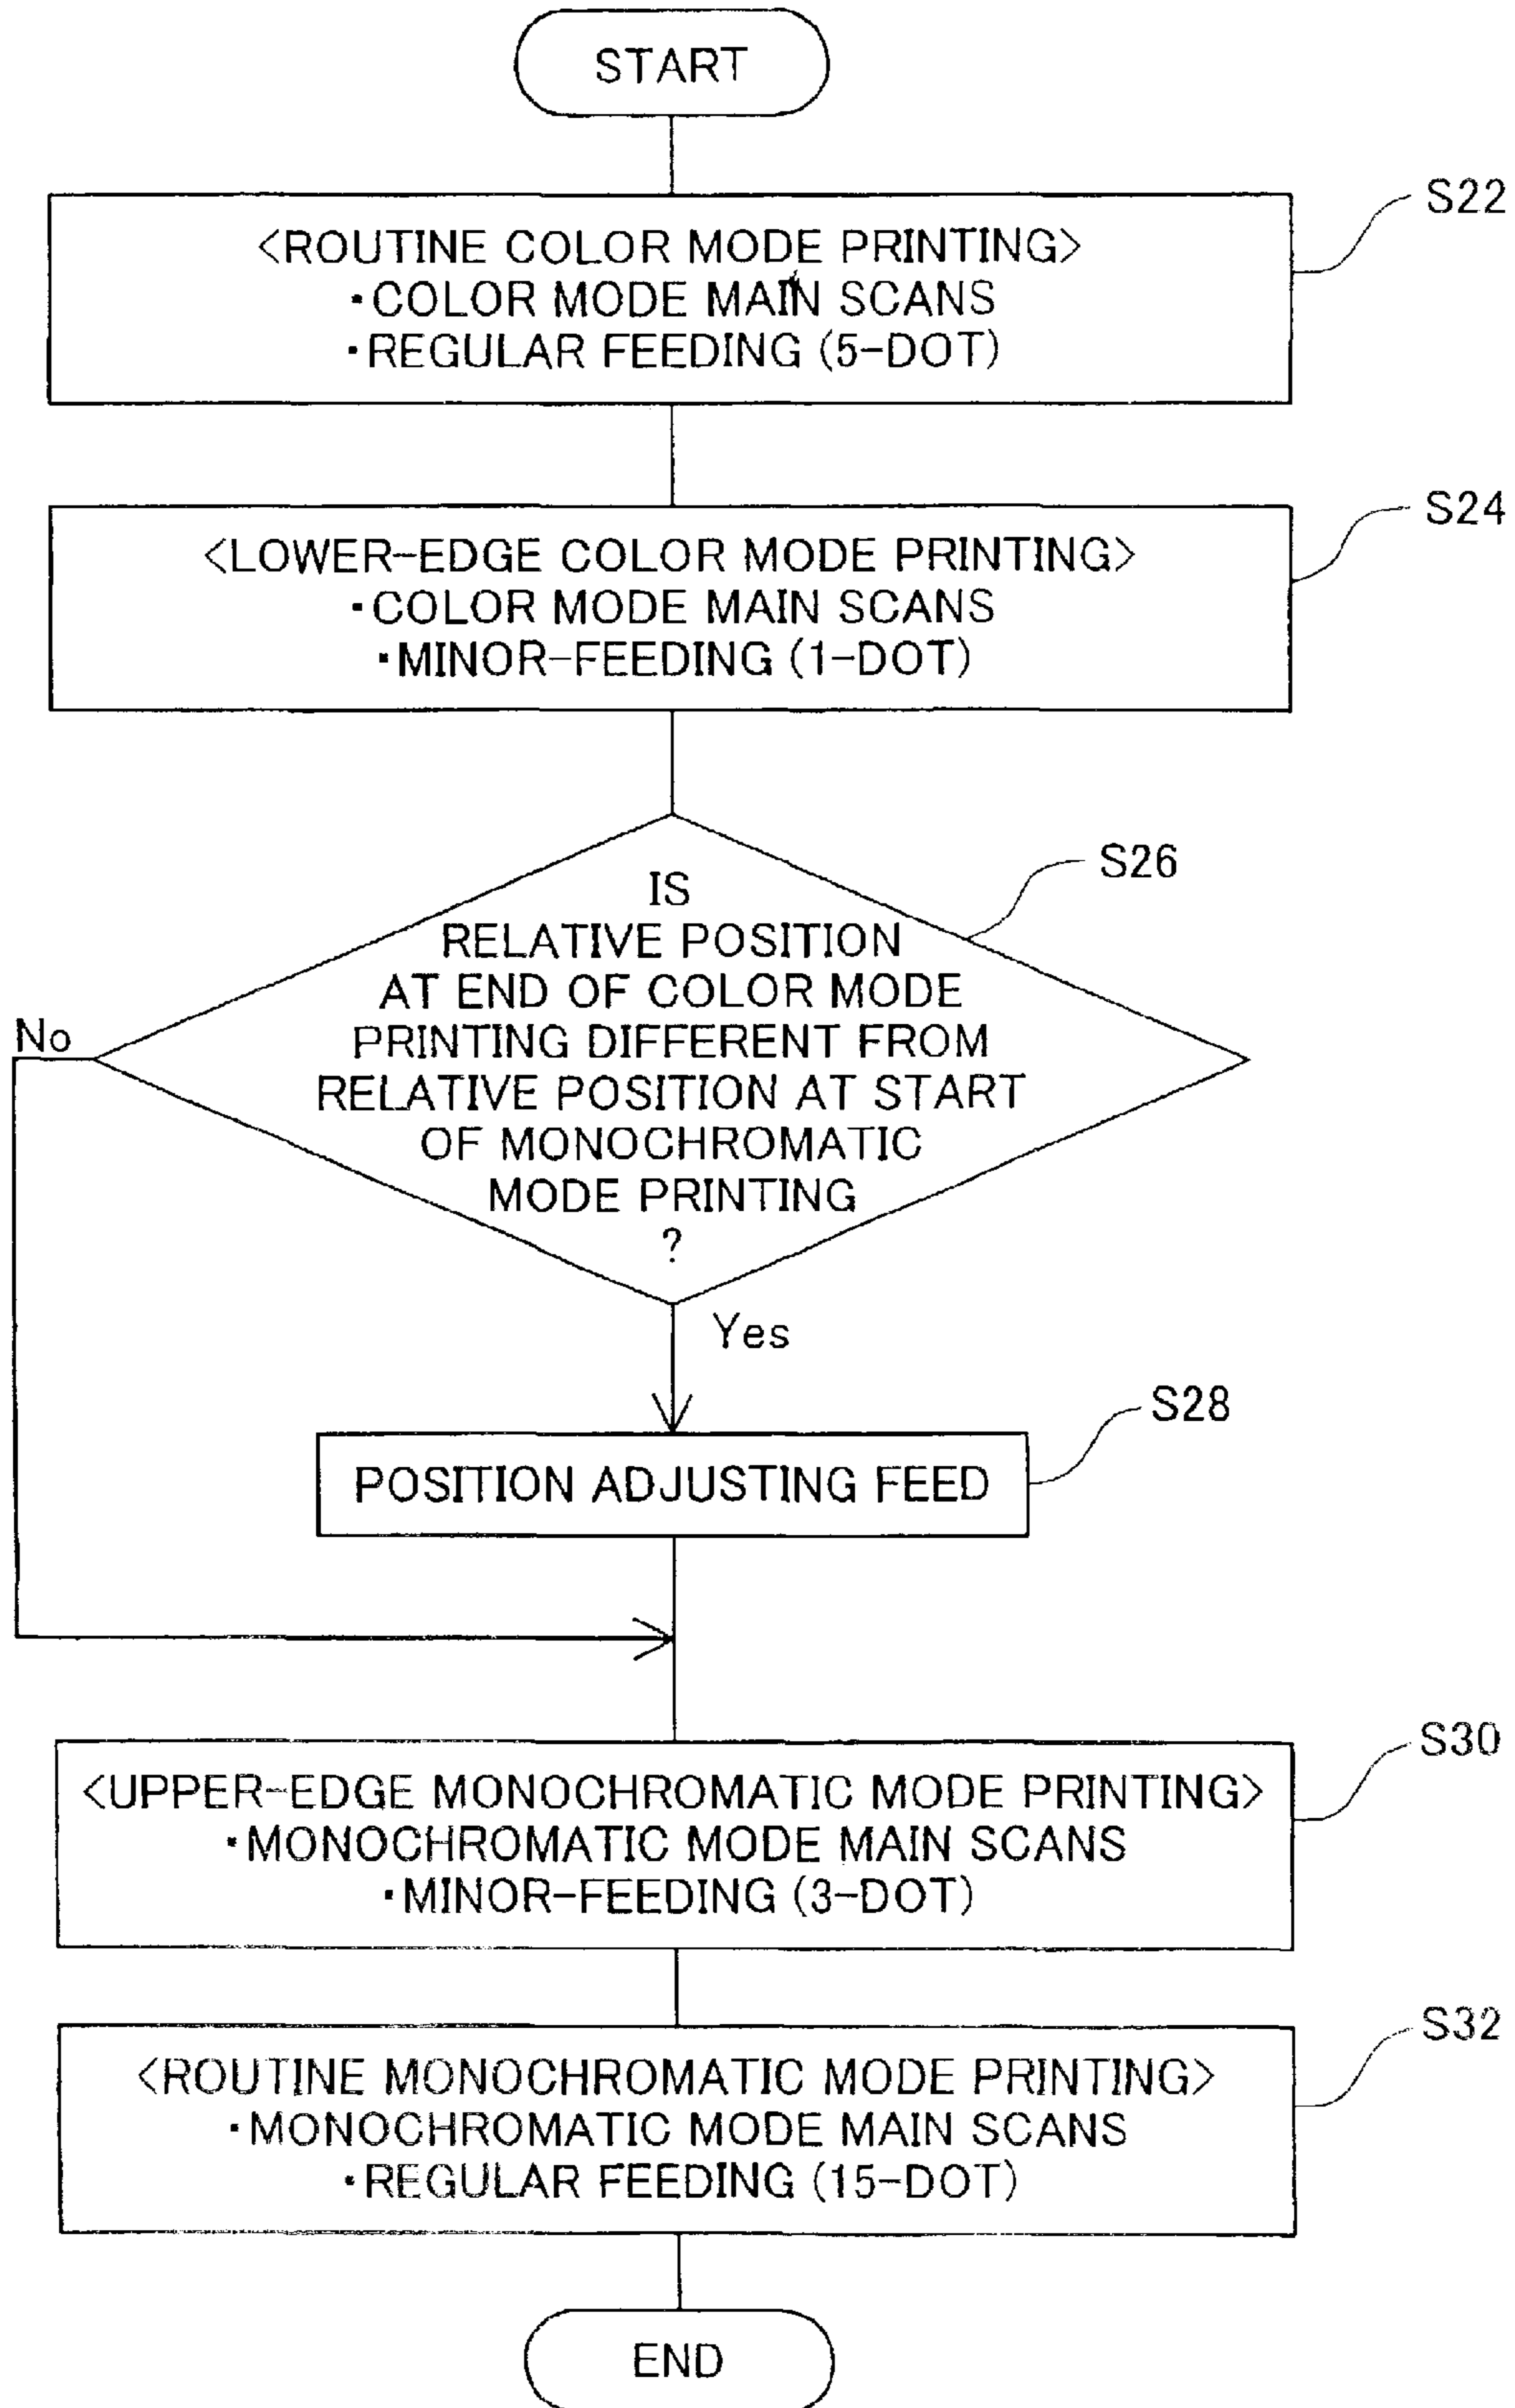 START
S22
<ROUTINE COLOR MODE PRINTING>
・COLOR MODE MAIN SCANS
・REGULAR FEEDING (5-DOT)
S24
<LOWER-EDGE COLOR MODE PRINTING>
・COLOR MODE MAIN SCANS
・MINOR-FEEDING (1-DOT)
S26
IS
RELATIVE POSITION
AT END OF COLOR MODE
PRINTING DIFFERENT FROM
RELATIVE POSITION AT START
OF MONOCHROMATIC
MODE PRINTING
?
No
Yes
S28
POSITION ADJUSTING FEED
S30
<UPPER-EDGE MONOCHROMATIC MODE PRINTING>
・MONOCHROMATIC MODE MAIN SCANS
・MINOR-FEEDING (3-DOT)
S32
<ROUTINE MONOCHROMATIC MODE PRINTING>
・MONOCHROMATIC MODE MAIN SCANS
・REGULAR FEEDING (15-DOT)
END